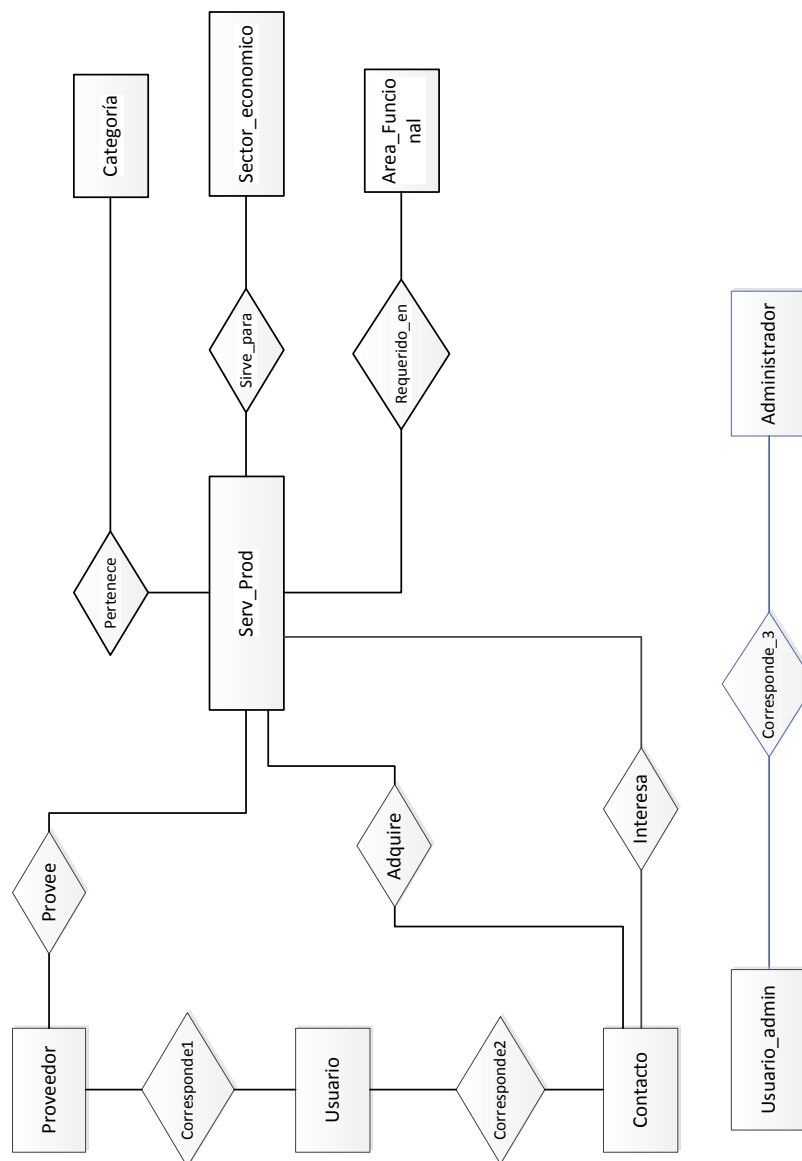 Categoría
Sector_economico
Area_Funcio
nal
Sirve_para
Requerido_en
Pertenece
Serv_Prod
Administrador
Corresponde_3
Provee
Adquire
Interesa
Proveedor
Corresponde1
Usuario
Corresponde2
Contacto
Usuario_admin